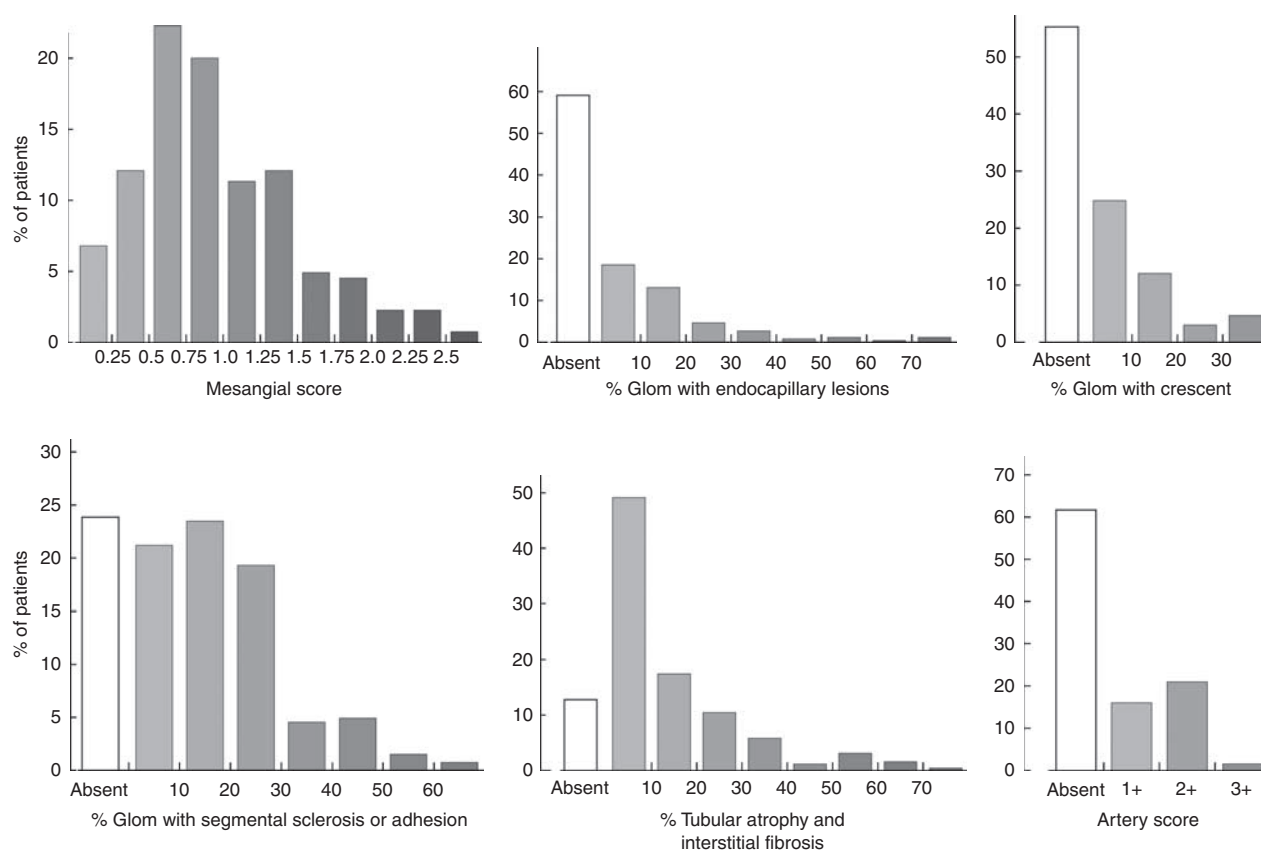 % of patients
20
15
10
5
0
0.25 0.5 0.75 1.0 1.25 1.5 1.75 2.0 2.25 2.5
Mesangial score
60
50
40
30
20
10
0
Absent 10 20 30 40 50 60 70
% Glom with endocapillary lesions
50
40
30
20
10
0
Absent 10 20 30
% Glom with crescent
% of patients
30
25
20
15
10
5
0
Absent 10 20 30 40 50 60
% Glom with segmental sclerosis or adhesion
50
40
30
20
10
0
Absent 10 20 30 40 50 60 70
% Tubular atrophy and
interstitial fibrosis
70
60
50
40
30
20
10
0
Absent 1+ 2+ 3+
Artery score